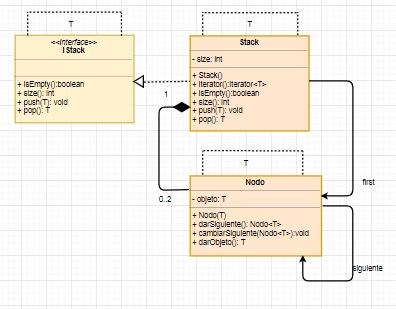 T
<<Interface>>
IStack
+ isEmpty():boolean
+ size(): int
+ push(T): void
+ pop(): T
T
Stack
- size: int
+ Stack()
+ iterator():Iterator<T>
+ isEmpty():boolean
+ size(): int
+ push(T): void
+ pop(): T
1
0..2
first
T
Nodo
- objeto: T
+ Nodo(T)
+ darSiguiente(): Nodo<T>
+ cambiarSiguiente(Nodo<T>):void
+ darObjeto(): T
siguiente